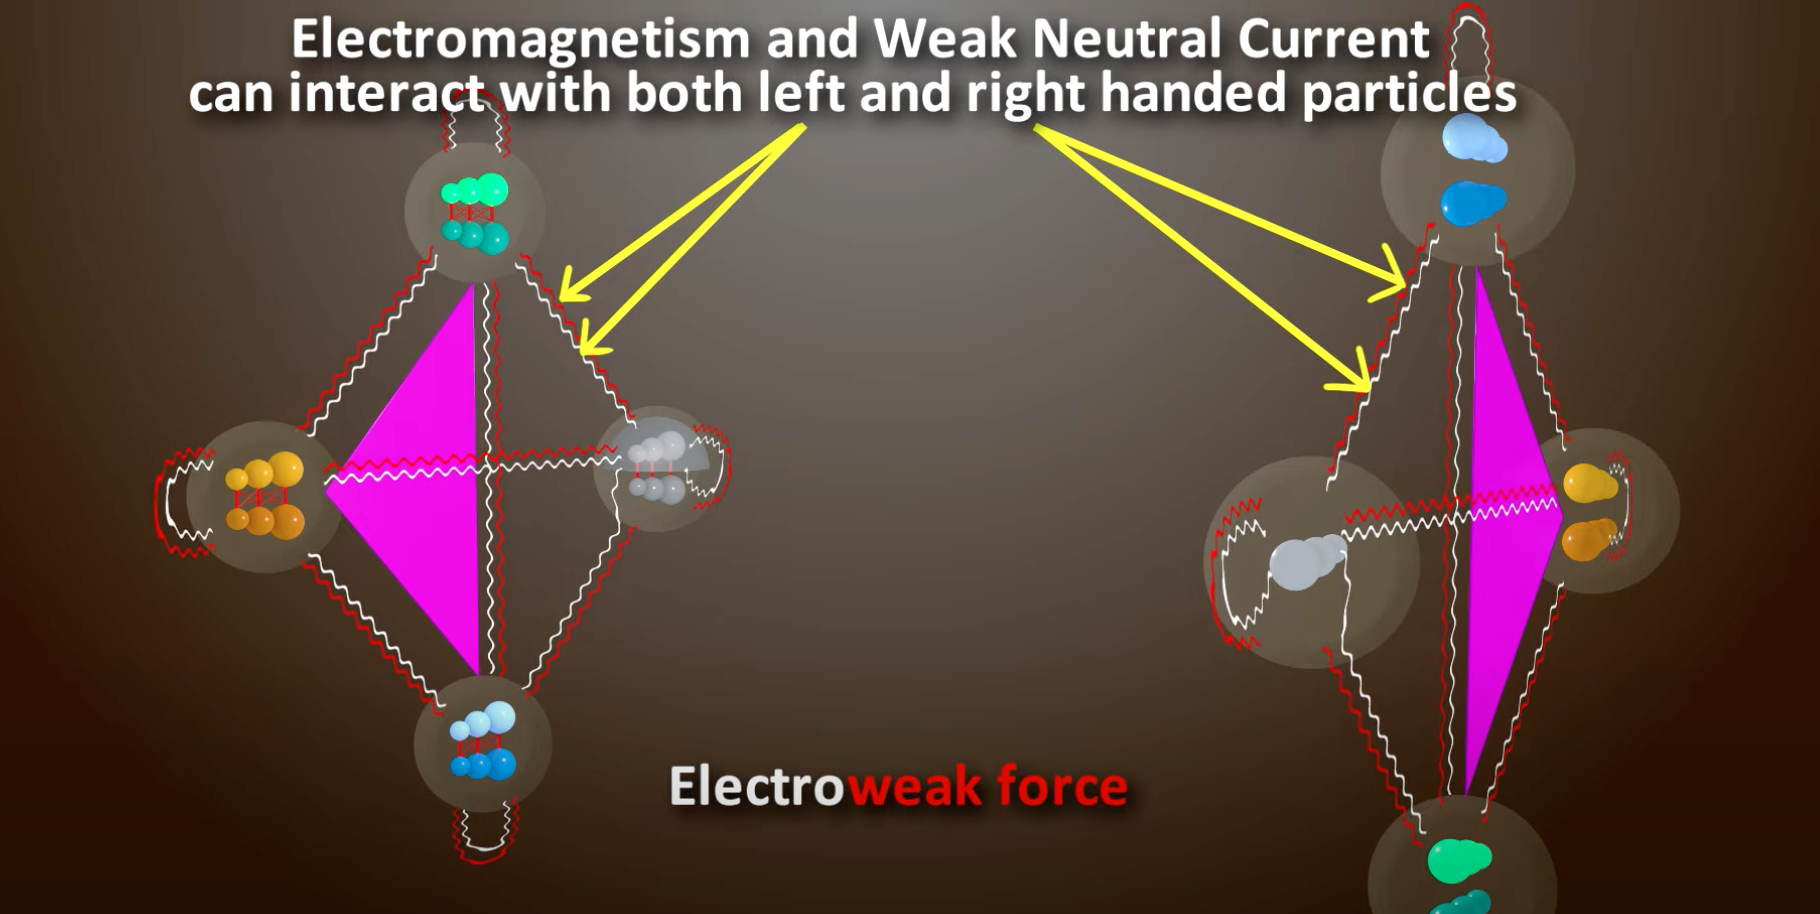 Electromagnetism and Weak Neutral Current
can interact with both left and right handed particles
Electroweak force